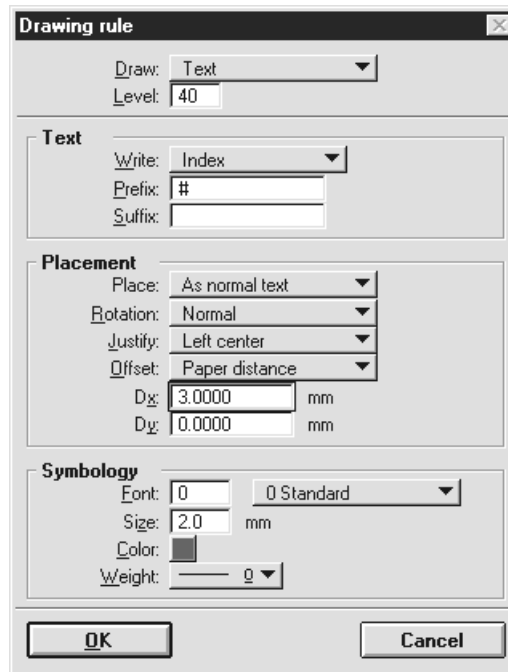 Drawing rule
Draw: Text
Level: 40
Text
Write: Index
Prefix: #
Suffix:
Placement
Place: As normal text
Rotation: Normal
Justify: Left center
Offset: Paper distance
Dx: 3.0000 mm
Dy: 0.0000 mm
Symbology
Font: 0 0 Standard
Size: 2.0 mm
Color:
Weight: 0
OK Cancel